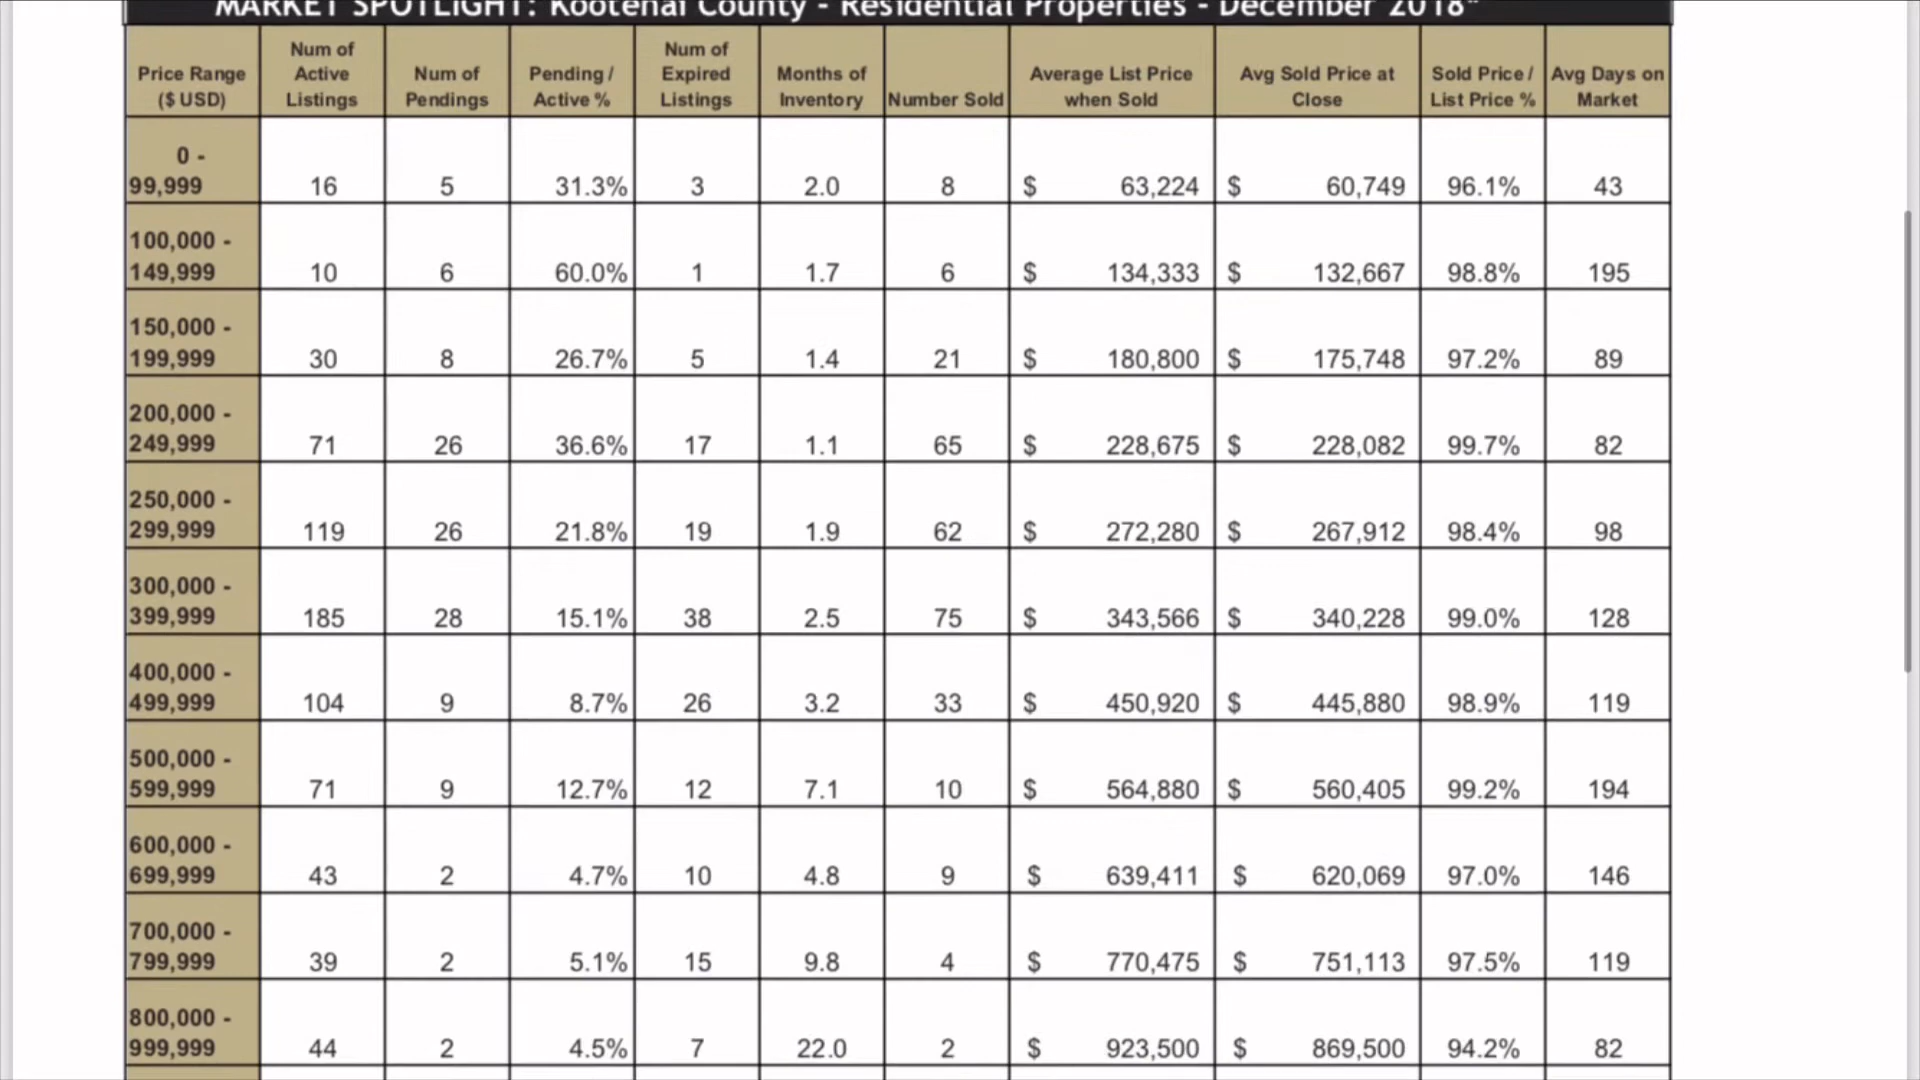 MARKET SPOTLIGHT: Kootenai County - Residential Properties - December 2018*
Price Range ($ USD) Num of Active Listings Num of Pendings Pending / Active % Num of Expired Listings Months of Inventory Number Sold Average List Price when Sold Avg Sold Price at Close Sold Price / List Price % Avg Days on Market
0 - 99,999 16 5 31.3% 3 2.0 8 $ 63,224 $ 60,749 96.1% 43
100,000 - 149,999 10 6 60.0% 1 1.7 6 $ 134,333 $ 132,667 98.8% 195
150,000 - 199,999 30 8 26.7% 5 1.4 21 $ 180,800 $ 175,748 97.2% 89
200,000 - 249,999 71 26 36.6% 17 1.1 65 $ 228,675 $ 228,082 99.7% 82
250,000 - 299,999 119 26 21.8% 19 1.9 62 $ 272,280 $ 267,912 98.4% 98
300,000 - 399,999 185 28 15.1% 38 2.5 75 $ 343,566 $ 340,228 99.0% 128
400,000 - 499,999 104 9 8.7% 26 3.2 33 $ 450,920 $ 445,880 98.9% 119
500,000 - 599,999 71 9 12.7% 12 7.1 10 $ 564,880 $ 560,405 99.2% 194
600,000 - 699,999 43 2 4.7% 10 4.8 9 $ 639,411 $ 620,069 97.0% 146
700,000 - 799,999 39 2 5.1% 15 9.8 4 $ 770,475 $ 751,113 97.5% 119
800,000 - 999,999 44 2 4.5% 7 22.0 2 $ 923,500 $ 869,500 94.2% 82